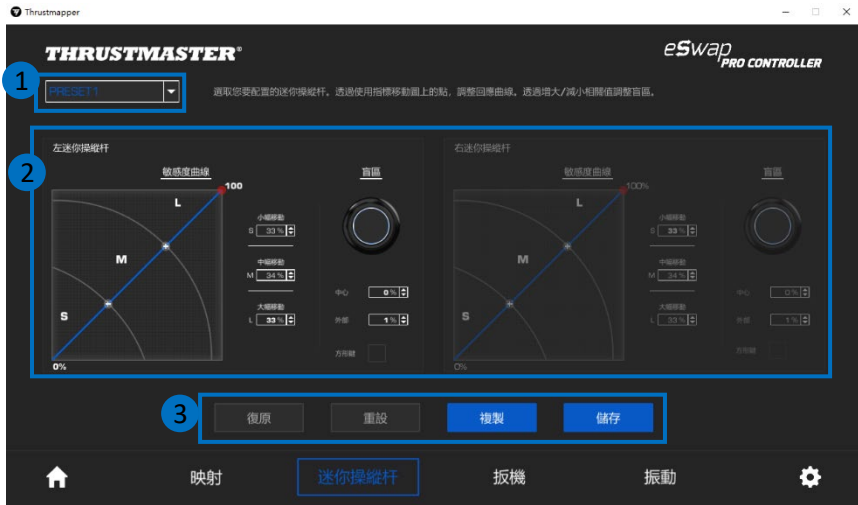 Thrustmapper
THRUSTMASTER®
eSwap
PRO CONTROLLER
1
PRESET1
選取您要配置的迷你操縱杆。透過使用指標移動圖上的點，調整回應曲線。透過增大/減小相關值調整盲區。
2
左迷你操縱杆
敏感度曲線
盲區
100
L
M
S
0%
小幅移動
S 33 %
中幅移動
M 34 %
大幅移動
L 33 %
中心 0 %
外部 1 %
方形鍵
右迷你操縱杆
敏感度曲線
盲區
100%
L
M
S
0%
小幅移動
S 33 %
中幅移動
M 34 %
大幅移動
L 33 %
中心 0 %
外部 1 %
方形鍵
3
復原 重設 複製 儲存
映射 迷你操縱杆 扳機 振動